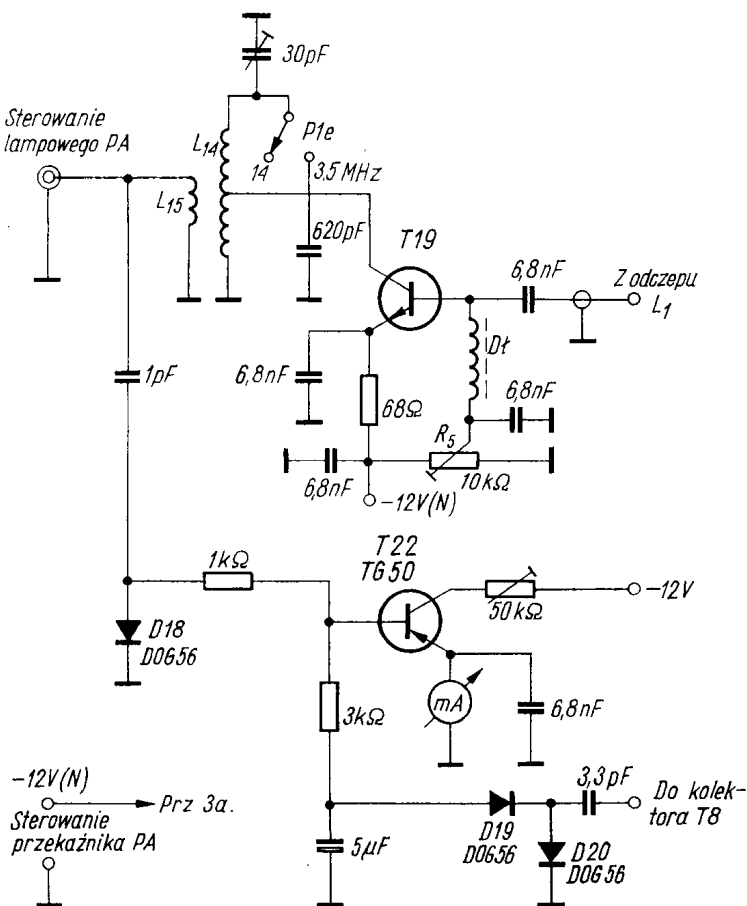 30pF
Sterowanie
lampowego PA
L14
P1e
14
3,5 MHz
L15
620pF
T19
6,8nF
Z odczepu
L1
Dł
1pF
6,8nF
68Ω
6,8nF
R5
10kΩ
6,8nF
-12V(N)
T22
TG50
1kΩ
50kΩ
-12V
D18
DOG56
mA
6,8nF
3kΩ
-12V(N)
Prz 3a.
Sterowanie
przekaźnika PA
5μF
D19
DOG56
3,3pF
Do kolek-
tora T8
D20
DOG56